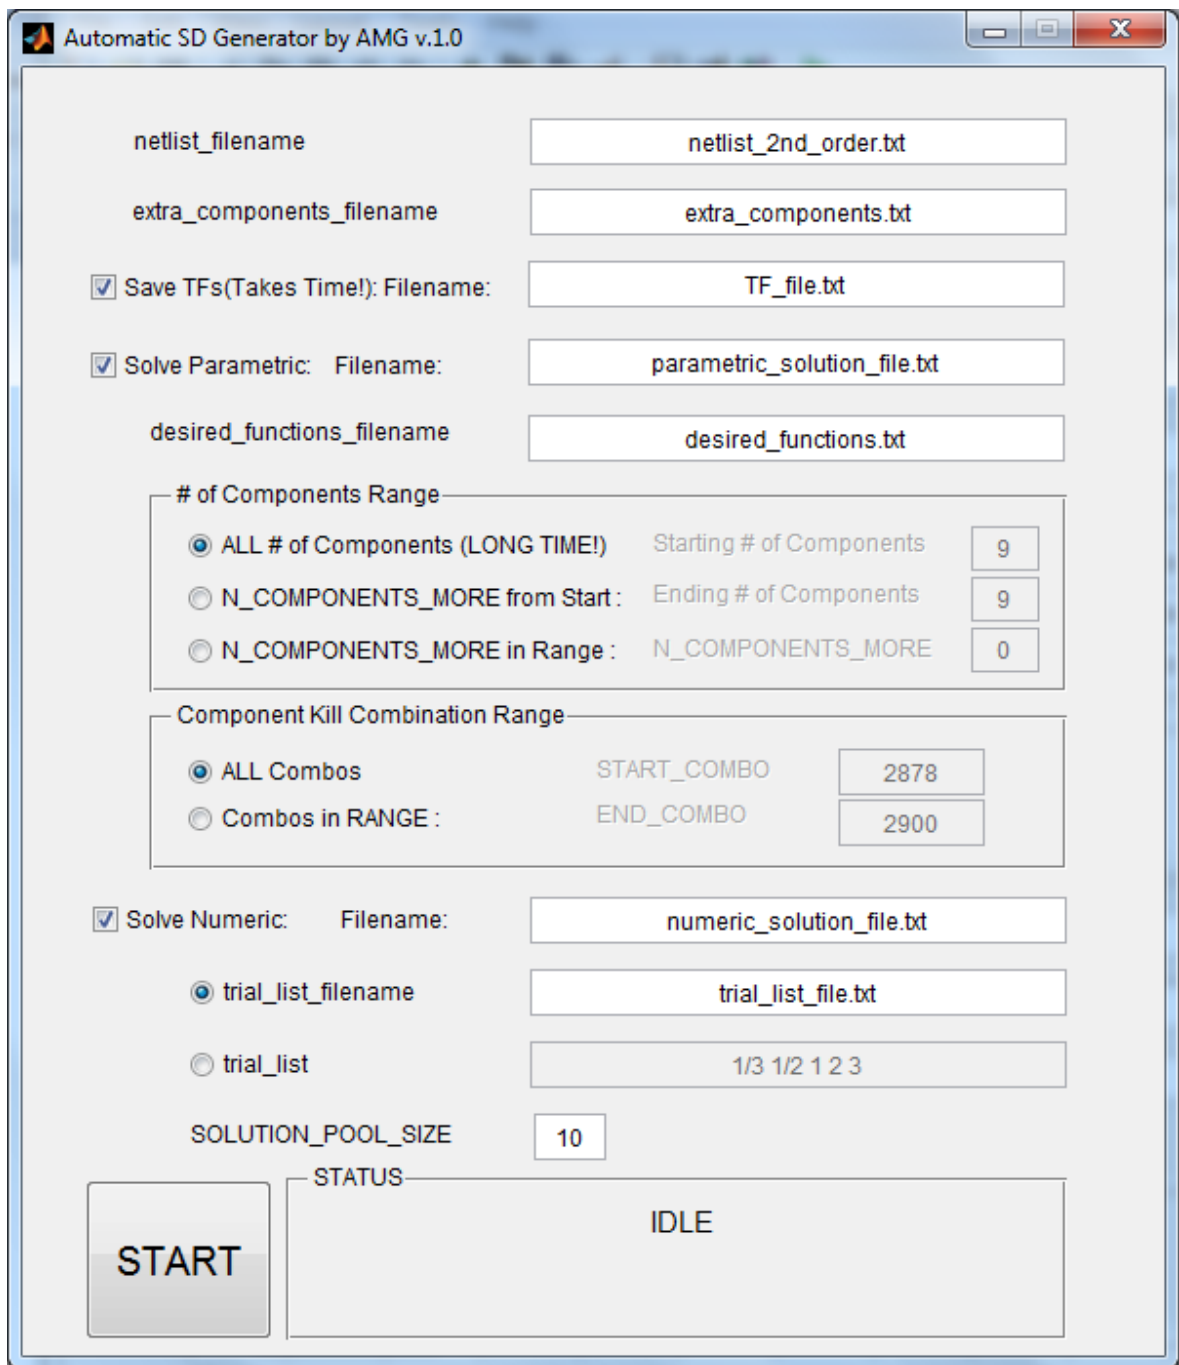 Automatic SD Generator by AMG v.1.0
netlist_filename netlist_2nd_order.txt
extra_components_filename extra_components.txt
Save TFs(Takes Time!): Filename: TF_file.txt
Solve Parametric: Filename: parametric_solution_file.txt
desired_functions_filename desired_functions.txt
# of Components Range
ALL # of Components (LONG TIME!) Starting # of Components 9
N_COMPONENTS_MORE from Start : Ending # of Components 9
N_COMPONENTS_MORE in Range : N_COMPONENTS_MORE 0
Component Kill Combination Range
ALL Combos START_COMBO 2878
Combos in RANGE : END_COMBO 2900
Solve Numeric: Filename: numeric_solution_file.txt
trial_list_filename trial_list_file.txt
trial_list 1/3 1/2 1 2 3
SOLUTION_POOL_SIZE 10
STATUS
IDLE
START